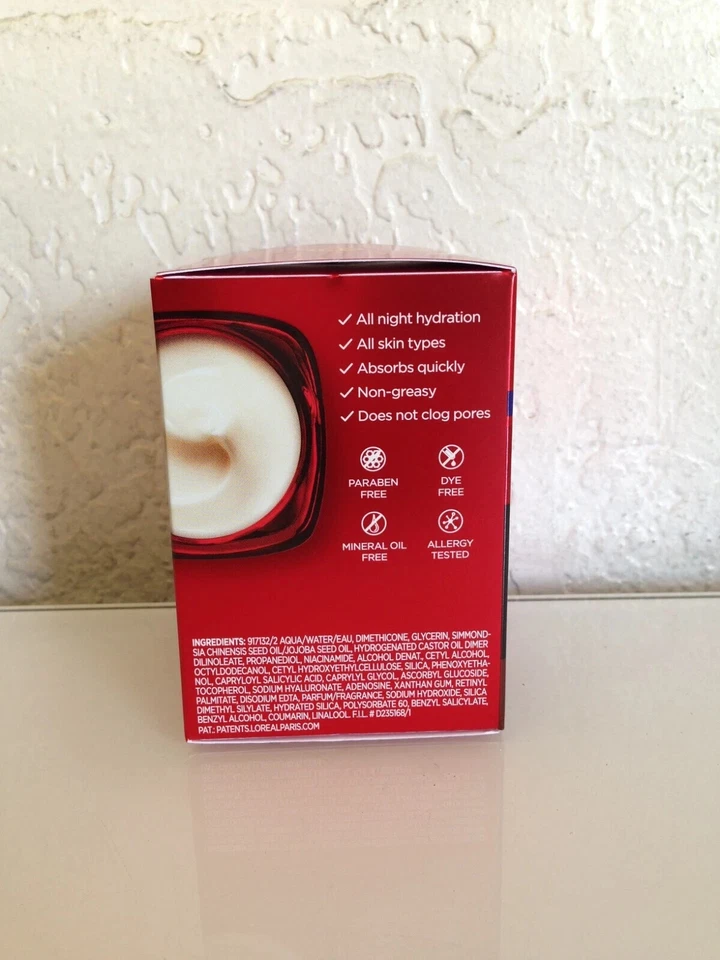 All night hydration
All skin types
Absorbs quickly
Non-greasy
Does not clog pores
PARABEN
FREE
DYE
FREE
MINERAL OIL
FREE
ALLERGY
TESTED
INGREDIENTS: 917132/2 AQUA/WATER/EAU, DIMETHICONE, GLYCERIN, SIMMOND-
SIA CHINENSIS SEED OIL/JOJOBA SEED OIL, HYDROGENATED CASTOR OIL DIMER
DILINOLEATE, PROPANEDIOL, NIACINAMIDE, ALCOHOL DENAT., CETYL ALCOHOL,
OCTYLDODECANOL, CETYL HYDROXYETHYLCELLULOSE, SILICA, PHENOXYETHA-
NOL, CAPRYLOYL SALICYLIC ACID, CAPRYLYL GLYCOL, ASCORBYL GLUCOSIDE,
TOCOPHEROL, SODIUM HYALURONATE, ADENOSINE, XANTHAN GUM, RETINYL
PALMITATE, DISODIUM EDTA, PARFUM/FRAGRANCE, SODIUM HYDROXIDE, SILICA
DIMETHYL SILYLATE, HYDRATED SILICA, POLYSORBATE 60, BENZYL SALICYLATE,
BENZYL ALCOHOL, COUMARIN, LINALOOL. F.I.L. # D235168/1
PAT.: PATENTS.LOREALPARIS.COM